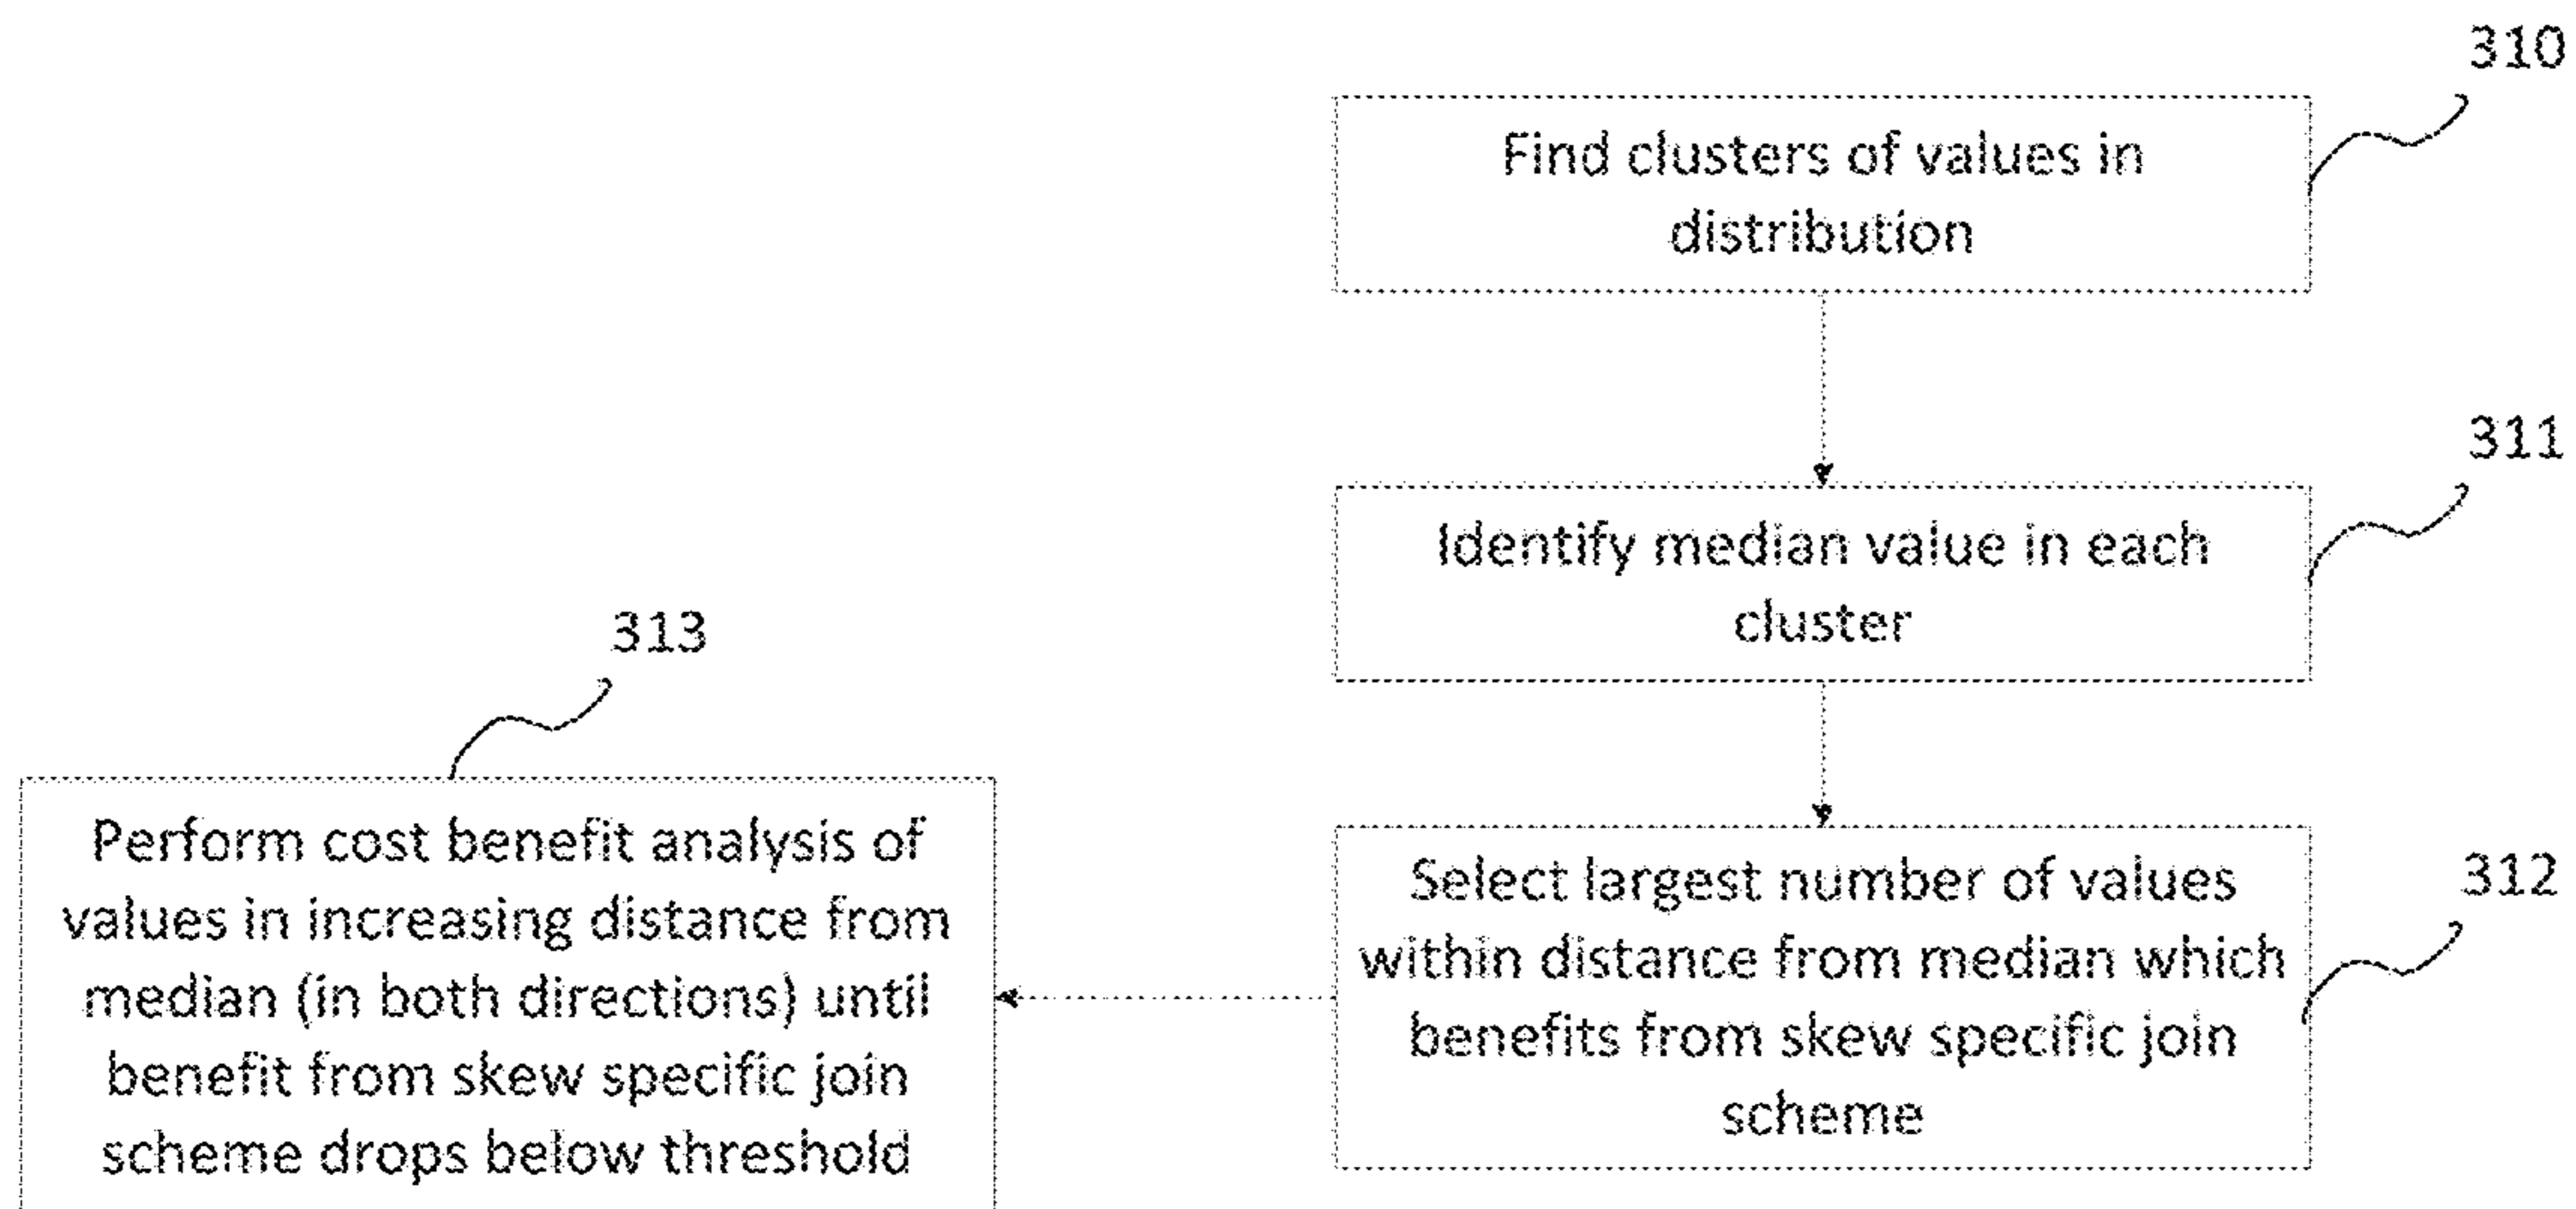 310
Find clusters of values in
distribution
311
Identify median value in each
cluster
312
Select largest number of values
within distance from median which
benefits from skew specific join
scheme
313
Perform cost benefit analysis of
values in increasing distance from
median (in both directions) until
benefit from skew specific join
scheme drops below threshold